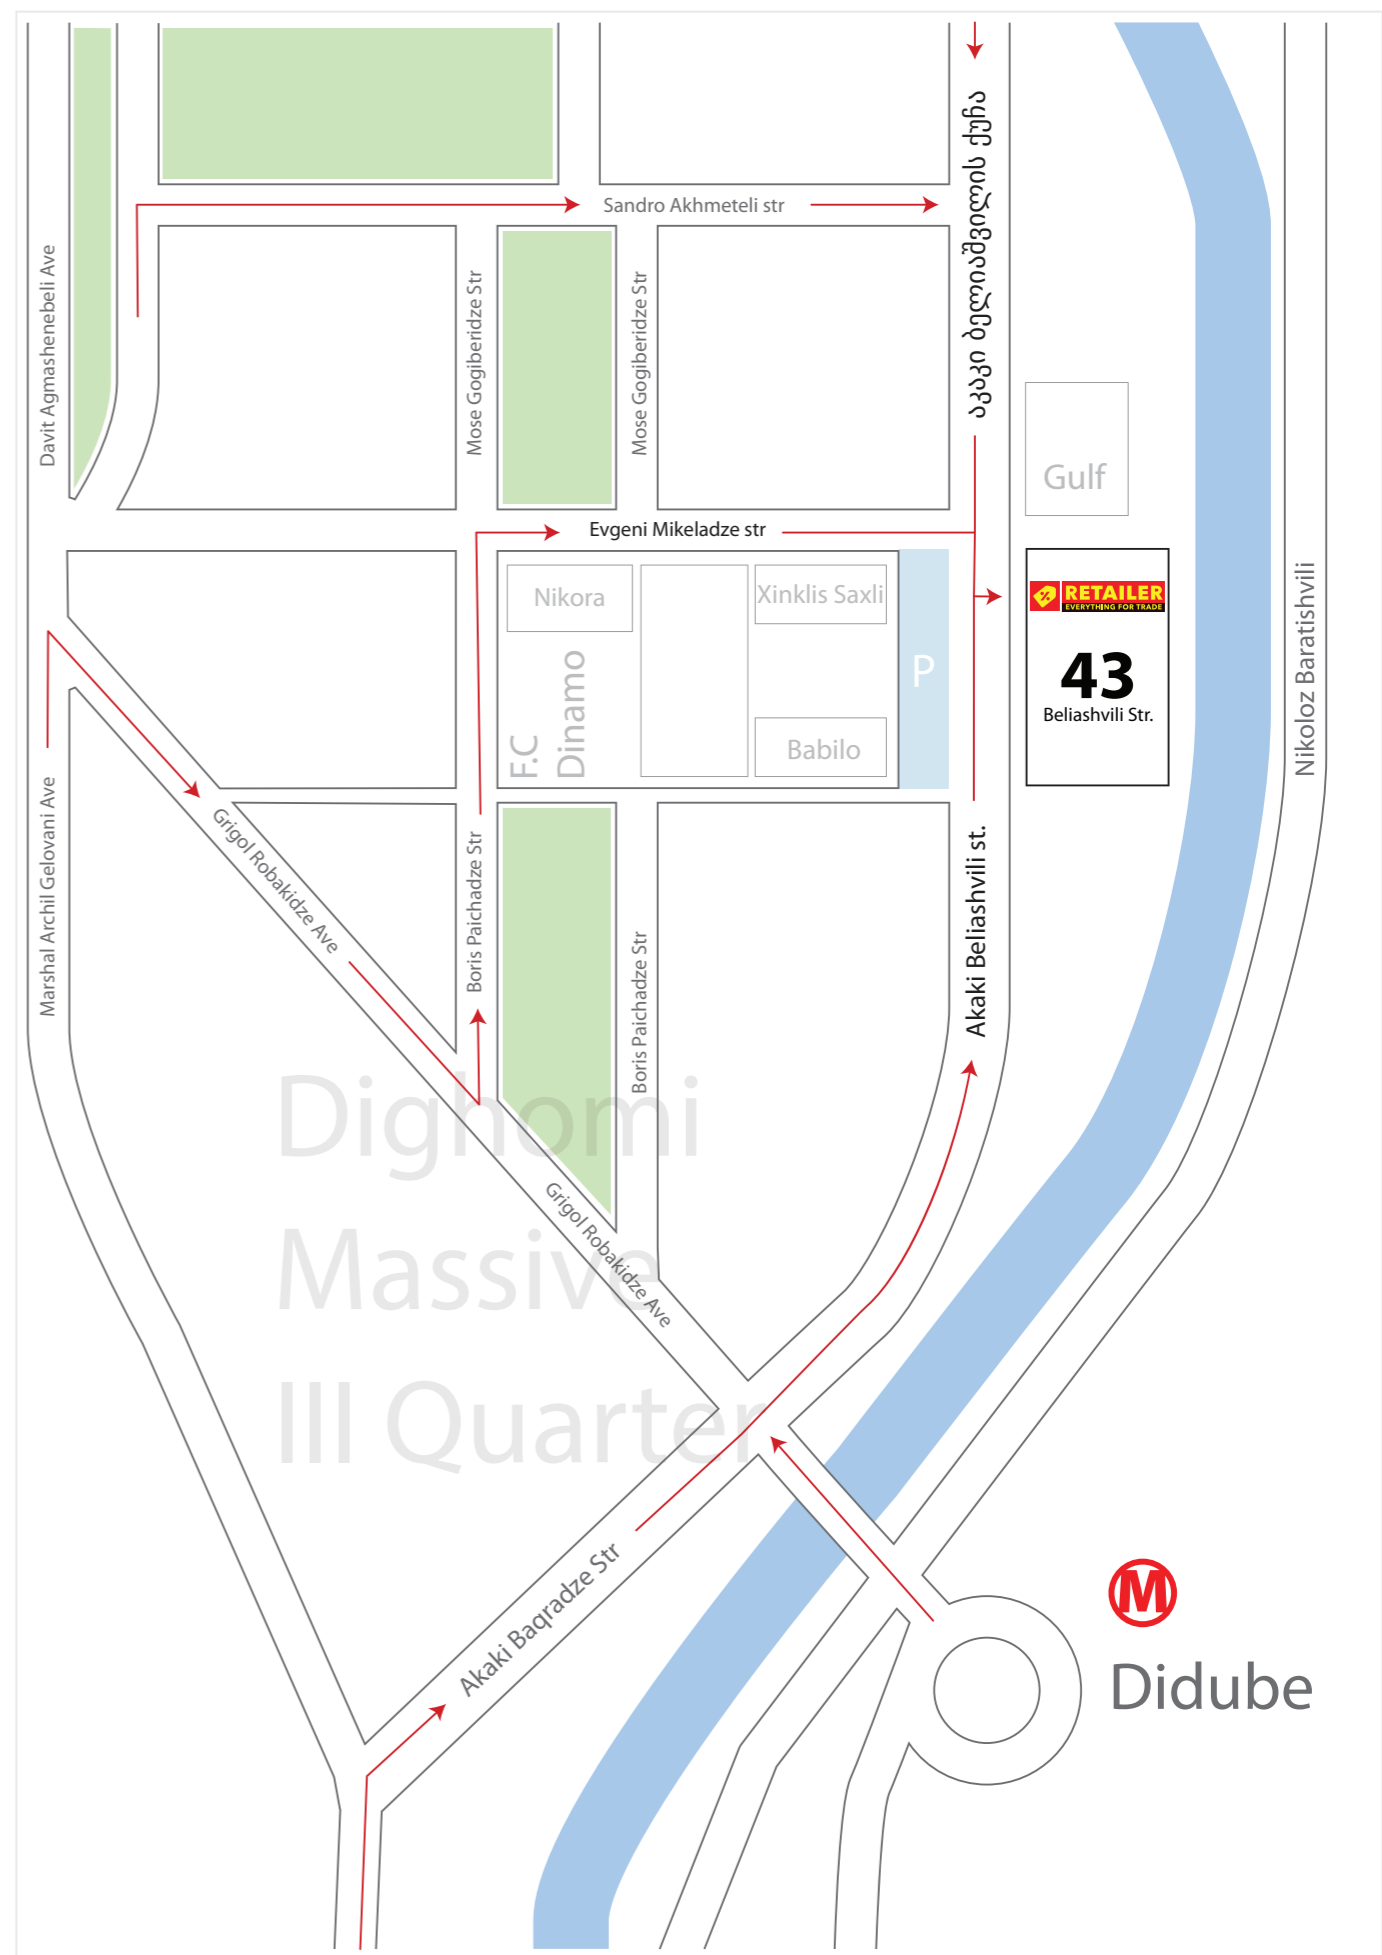 აკაკი ბელიაშვილის ქუჩა
Sandro Akhmeteli str
Davit Agmashenebeli Ave
Mose Gogiberidze Str
Mose Gogiberidze Str
Gulf
Evgeni Mikeladze str
Nikora
Xinklis Saxli
RETAILER
EVERYTHING FOR TRADE
43
Beliashvili Str.
P
F.C
Dinamo
Babilo
Nikoloz Baratishvili
Marshal Archil Gelovani Ave
Grigol Robakidze Ave
Boris Paichadze Str
Boris Paichadze Str
Akaki Beliashvili st.
Dighomi
Massive
III Quarter
Grigol Robakidze Ave
Akaki Baqradze Str
M
Didube